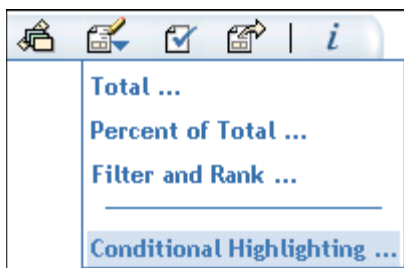 i
Total ...
Percent of Total ...
Filter and Rank ...
Conditional Highlighting ...